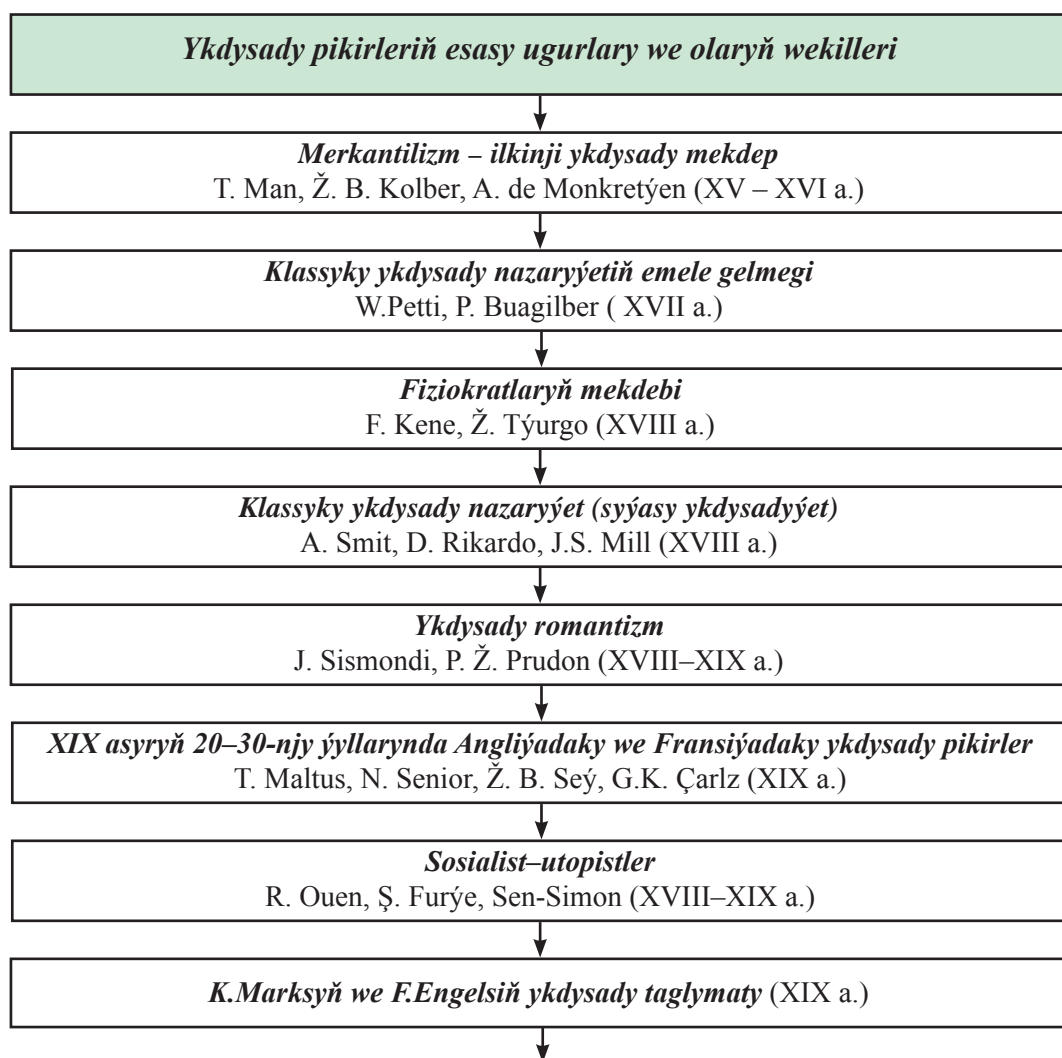 Ykdysady pikirleriň esasy ugurlary we olaryň wekilleri
Merkantilizm – ilkinji ykdysady mekdep
T. Man, Ž. B. Kolber, A. de Monkretýen (XV – XVI a.)
Klassyky ykdysady nazaryýetiň emele gelmegi
W.Petti, P. Buagilber ( XVII a.)
Fiziokratlaryň mekdebi
F. Kene, Ž. Týurgo (XVIII a.)
Klassyky ykdysady nazaryýet (syýasy ykdysadyýet)
A. Smit, D. Rikardo, J.S. Mill (XVIII a.)
Ykdysady romantizm
J. Sismondi, P. Ž. Prudon (XVIII–XIX a.)
XIX asyryň 20–30-njy ýyllarynda Angliýadaky we Fransiýadaky ykdysady pikirler
T. Maltus, N. Senior, Ž. B. Seý, G.K. Çarlz (XIX a.)
Sosialist–utopistler
R. Ouen, Ş. Furýe, Sen-Simon (XVIII–XIX a.)
K.Marksyň we F.Engelsiň ykdysady taglymaty (XIX a.)